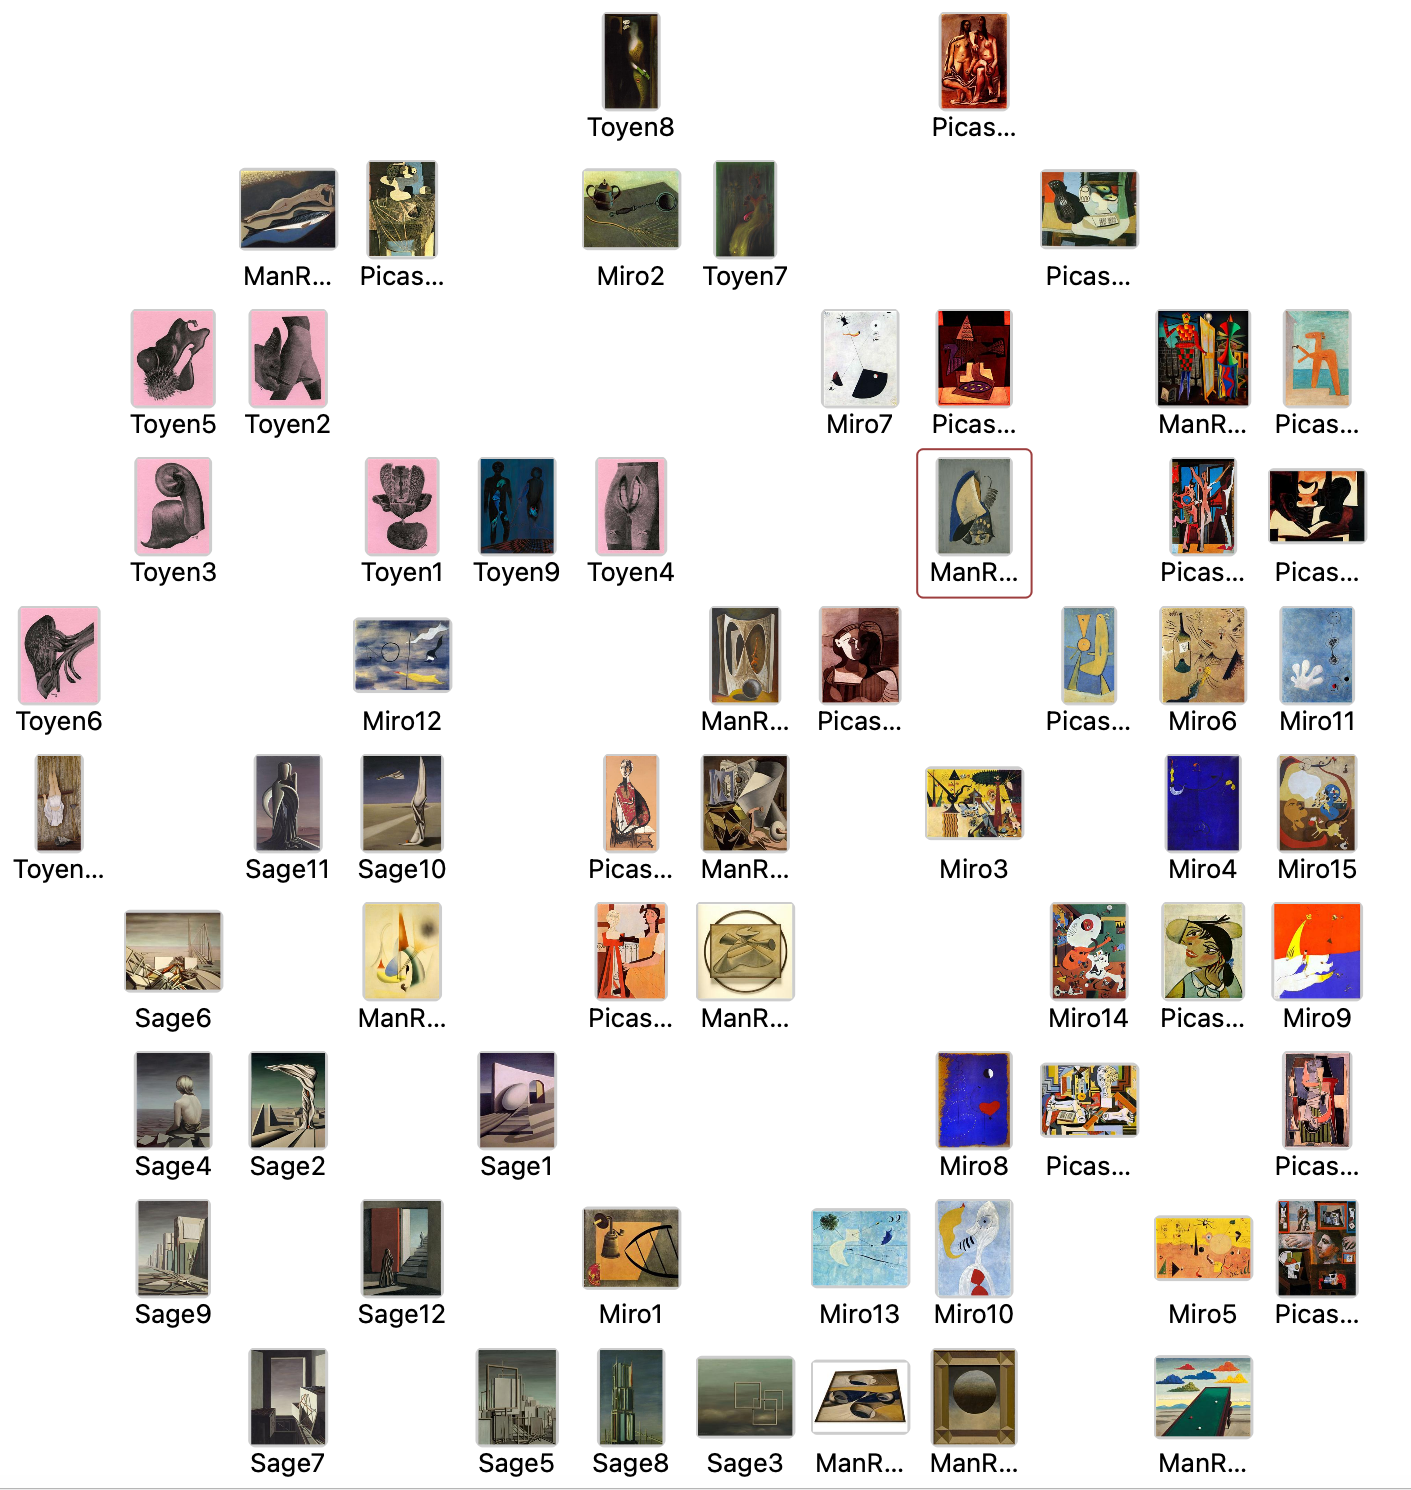 Toyen8 Picas...
ManR... Picas... Miro2 Toyen7 Picas...
Toyen5 Toyen2 Miro7 Picas... ManR... Picas...
Toyen3 Toyen1 Toyen9 Toyen4 ManR... Picas... Picas...
Toyen6 Miro12 ManR... Picas... Picas... Miro6 Miro11
Toyen... Sage11 Sage10 Picas... ManR... Miro3 Miro4 Miro15
Sage6 ManR... Picas... ManR... Miro14 Picas... Miro9
Sage4 Sage2 Sage1 Miro8 Picas... Picas...
Sage9 Sage12 Miro1 Miro13 Miro10 Miro5 Picas...
Sage7 Sage5 Sage8 Sage3 ManR... ManR... ManR...